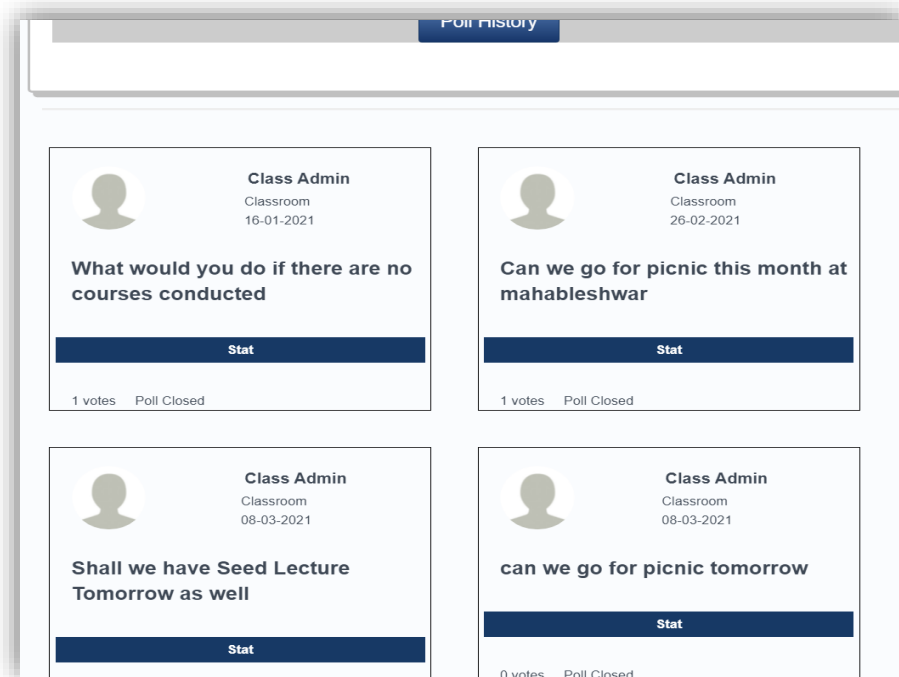 Poll History
Class Admin
Classroom
16-01-2021
What would you do if there are no
courses conducted
Stat
1 votes Poll Closed
Class Admin
Classroom
26-02-2021
Can we go for picnic this month at
mahableshwar
Stat
1 votes Poll Closed
Class Admin
Classroom
08-03-2021
Shall we have Seed Lecture
Tomorrow as well
Stat
Class Admin
Classroom
08-03-2021
can we go for picnic tomorrow
Stat
0 votes Poll Closed